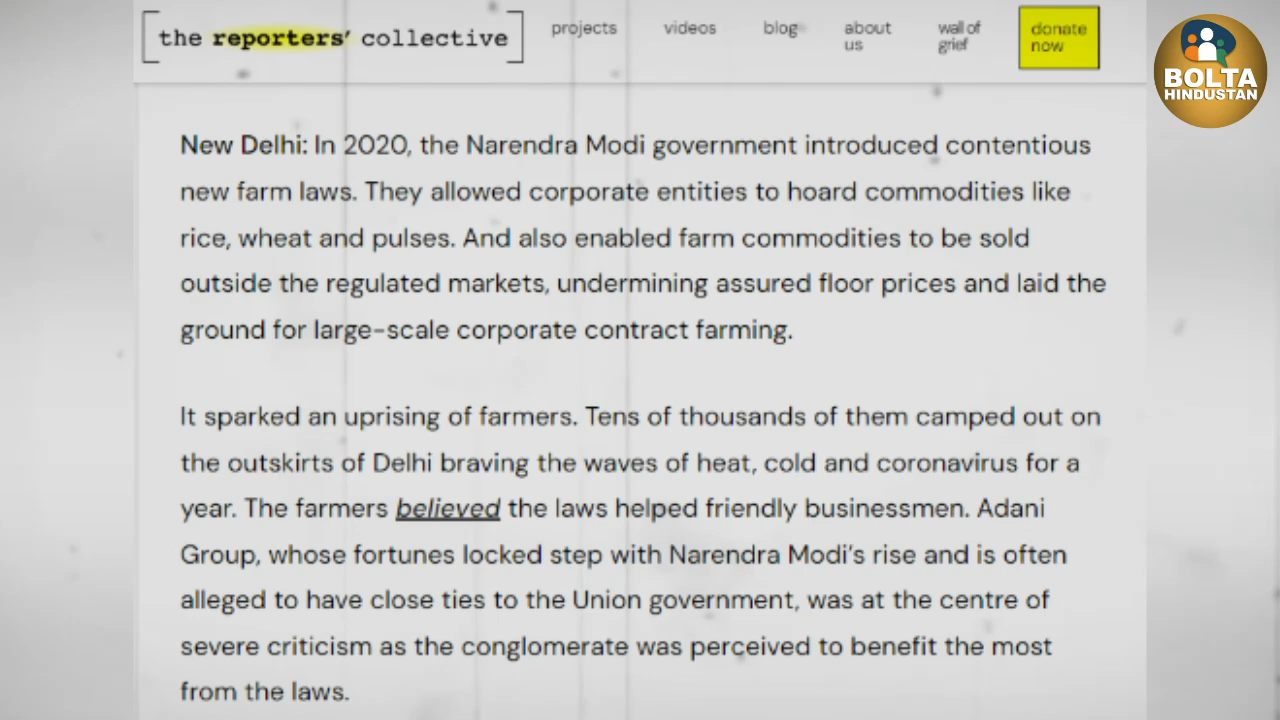 the reporters' collective
projects
videos
blog
about
us
wall of
grief
donate
now
BOLTA
HINDUSTAN
New Delhi: In 2020, the Narendra Modi government introduced contentious
new farm laws. They allowed corporate entities to hoard commodities like
rice, wheat and pulses. And also enabled farm commodities to be sold
outside the regulated markets, undermining assured floor prices and laid the
ground for large-scale corporate contract farming.
It sparked an uprising of farmers. Tens of thousands of them camped out on
the outskirts of Delhi braving the waves of heat, cold and coronavirus for a
year. The farmers believed the laws helped friendly businessmen. Adani
Group, whose fortunes locked step with Narendra Modi's rise and is often
alleged to have close ties to the Union government, was at the centre of
severe criticism as the conglomerate was perceived to benefit the most
from the laws.